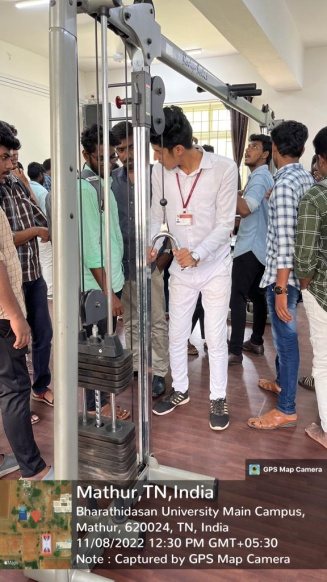 GPS Map Camera
Mathur,TN,India
Bharathidasan University Main Campus,
Mathur, 620024, TN, India
11/08/2022 12:30 PM GMT+05:30
Note : Captured by GPS Map Camera